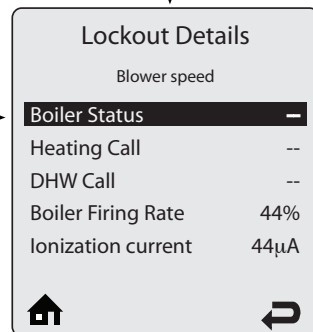 Lockout Details
Blower speed
Boiler Status –
Heating Call --
DHW Call --
Boiler Firing Rate 44%
Ionization current 44µA